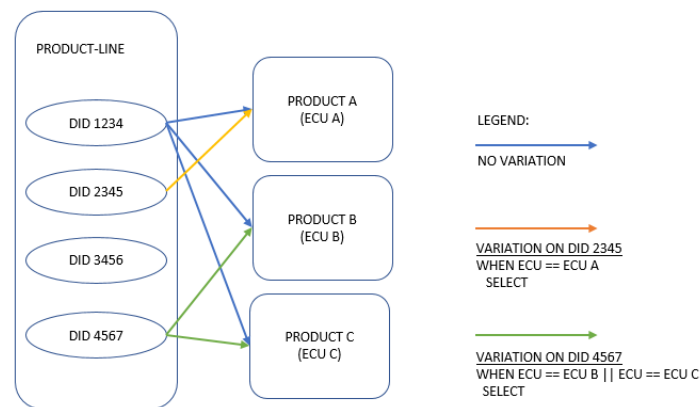 PRODUCT-LINE
DID 1234
DID 2345
DID 3456
DID 4567
PRODUCT A
(ECU A)
PRODUCT B
(ECU B)
PRODUCT C
(ECU C)
LEGEND:
NO VARIATION
VARIATION ON DID 2345
WHEN ECU == ECU A
SELECT
VARIATION ON DID 4567
WHEN ECU == ECU B || ECU == ECU C
SELECT